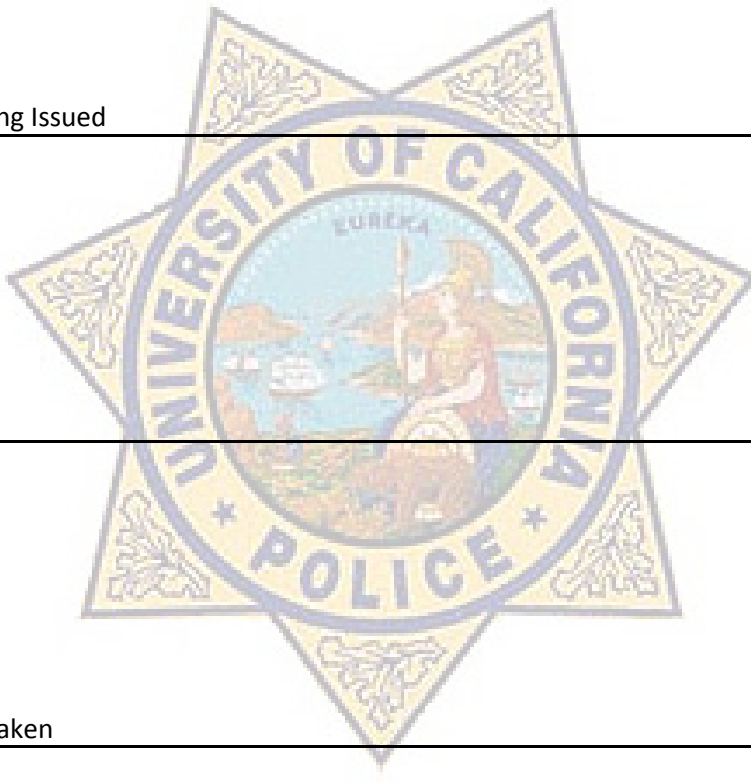 ng Issued
UNIVERSITY OF CALIFORNIA
EUREKA
* POLICE *
aken